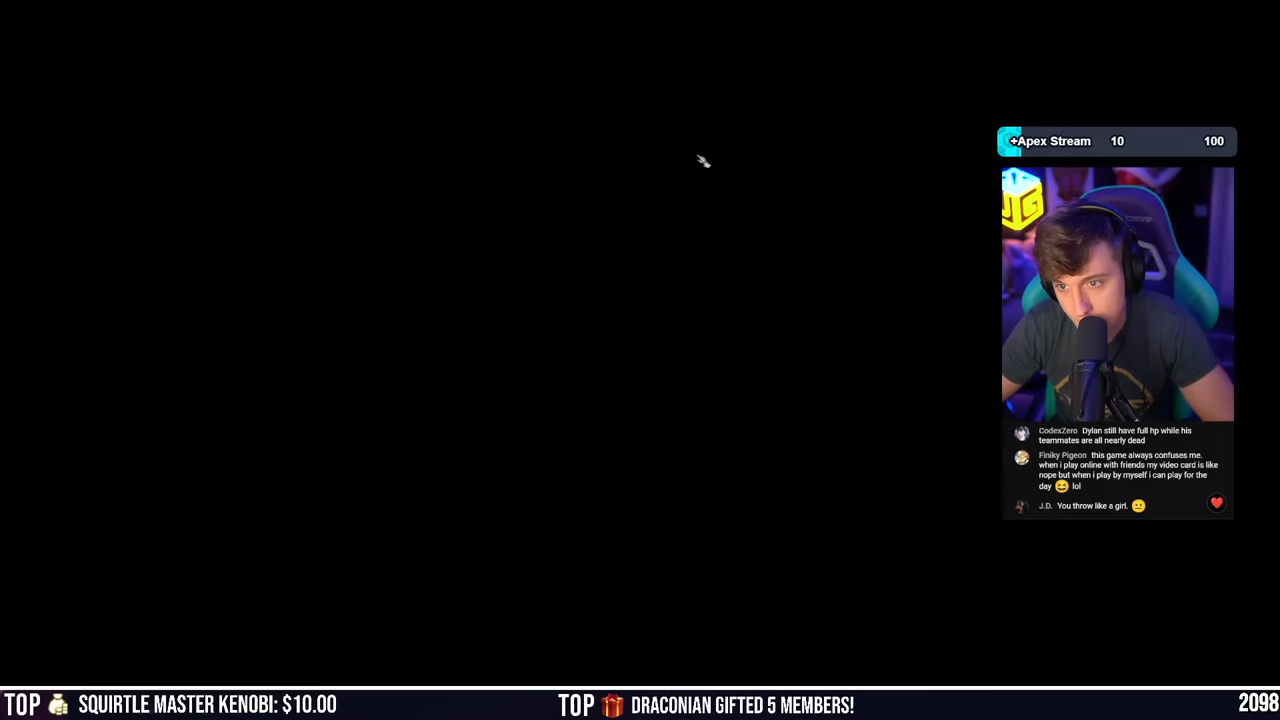 +Apex Stream 10 100
JG
CodexZero Dylan still have full hp while his
teammates are all nearly dead
Finiky Pigeon this game always confuses me.
when i play online with friends my video card is like
nope but when i play by myself i can play for the
day 😆 lol
J.D. You throw like a girl. 😐
TOP 💰 SQUIRTLE MASTER KENOBI: $10.00
TOP 🎁 DRACONIAN GIFTED 5 MEMBERS!
2098